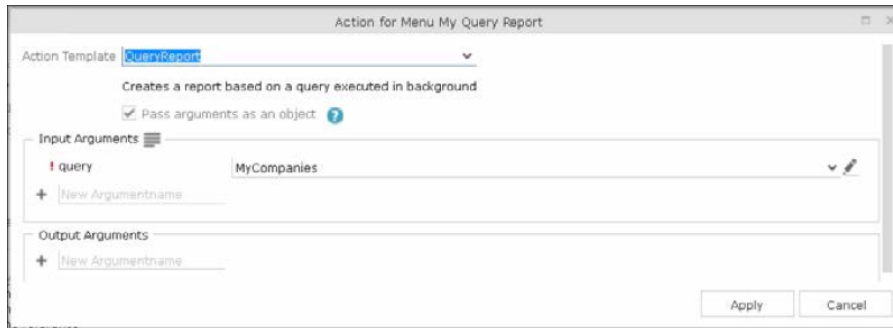 Action for Menu My Query Report
Action Template QueryReport
Creates a report based on a query executed in background
Pass arguments as an object ?
Input Arguments
! query MyCompanies
+ New Argumentname
Output Arguments
+ New Argumentname
Apply Cancel